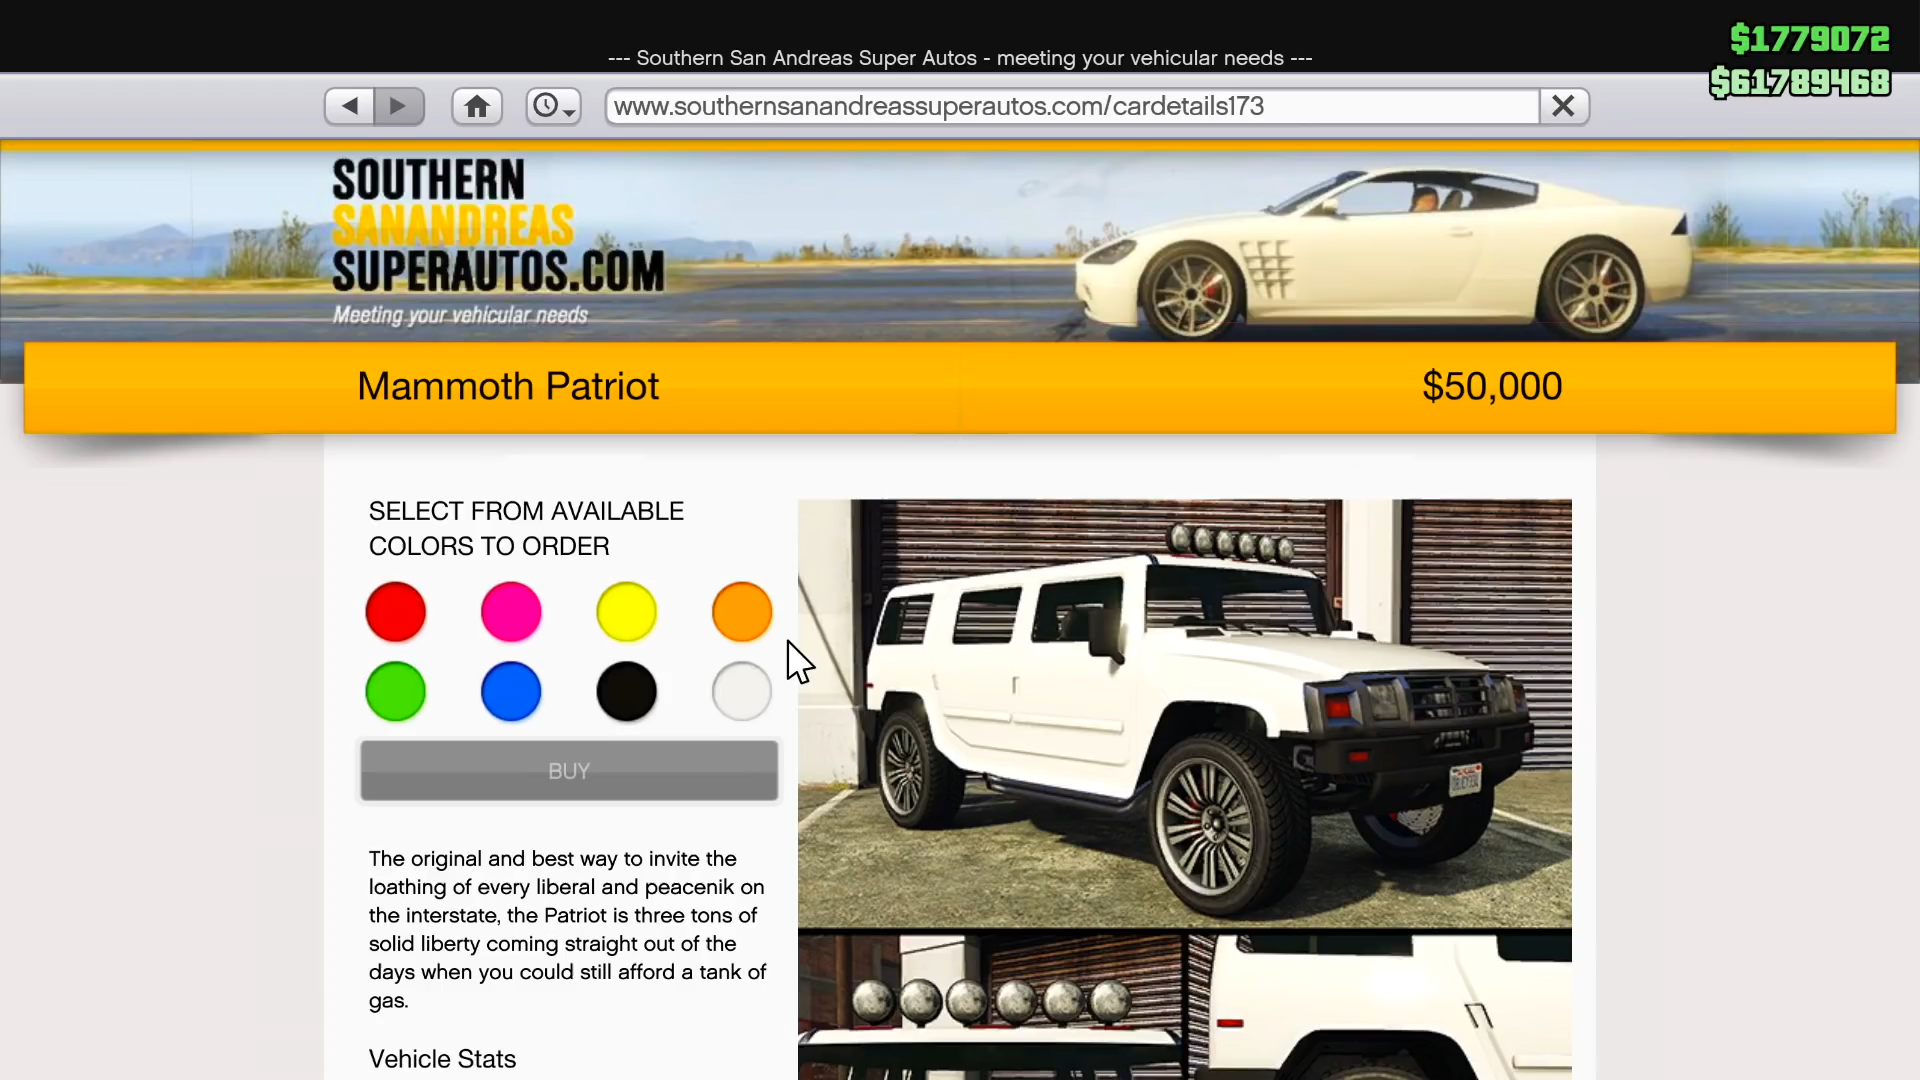 $1779072
--- Southern San Andreas Super Autos - meeting your vehicular needs ---
$61789468
www.southernsanandreassuperautos.com/cardetails173
SOUTHERN
SANANDREAS
SUPERAUTOS.COM
Meeting your vehicular needs
Mammoth Patriot
$50,000
SELECT FROM AVAILABLE
COLORS TO ORDER
BUY
The original and best way to invite the
loathing of every liberal and peacenik on
the interstate, the Patriot is three tons of
solid liberty coming straight out of the
days when you could still afford a tank of
gas.
Vehicle Stats